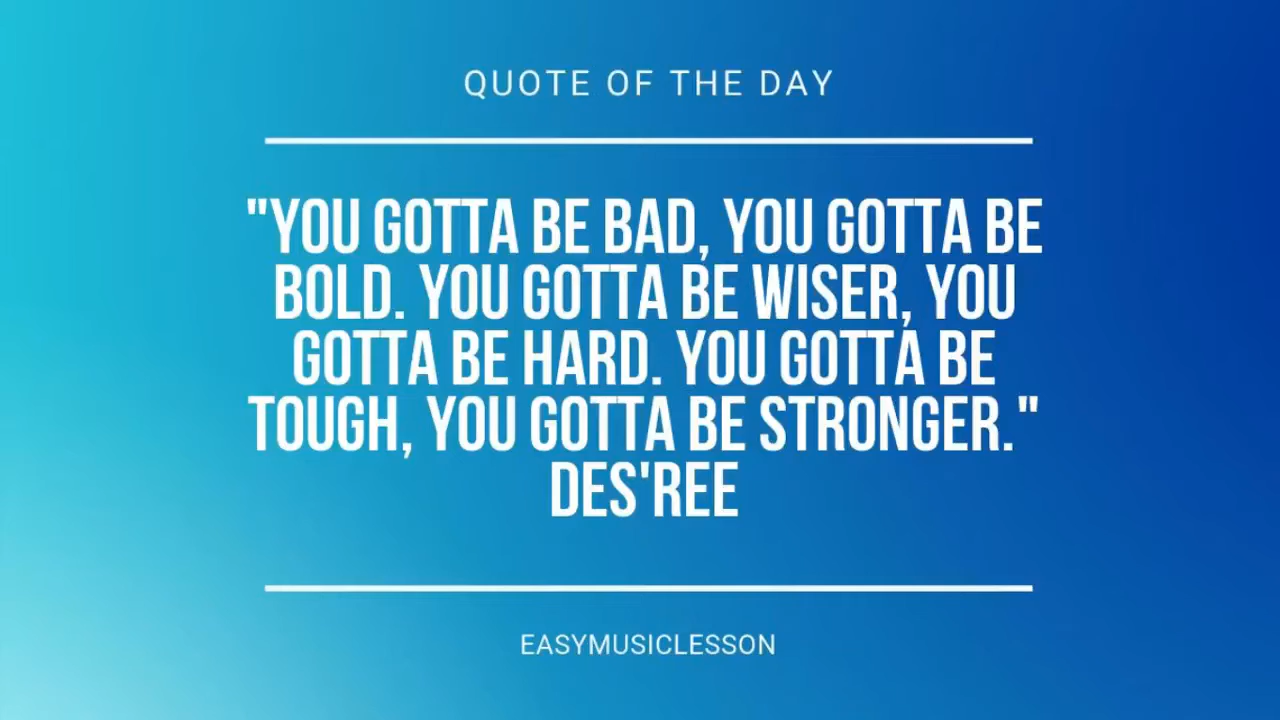 QUOTE OF THE DAY
"YOU GOTTA BE BAD, YOU GOTTA BE
BOLD. YOU GOTTA BE WISER, YOU
GOTTA BE HARD. YOU GOTTA BE
TOUGH, YOU GOTTA BE STRONGER."
DES'REE
EASYMUSICLESSON